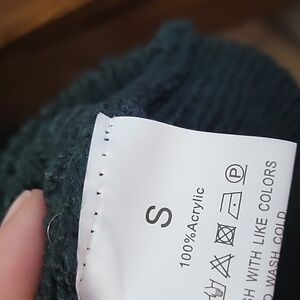 S
100%Acrylic
P
WITH LIKE COLORS
WASH COLD